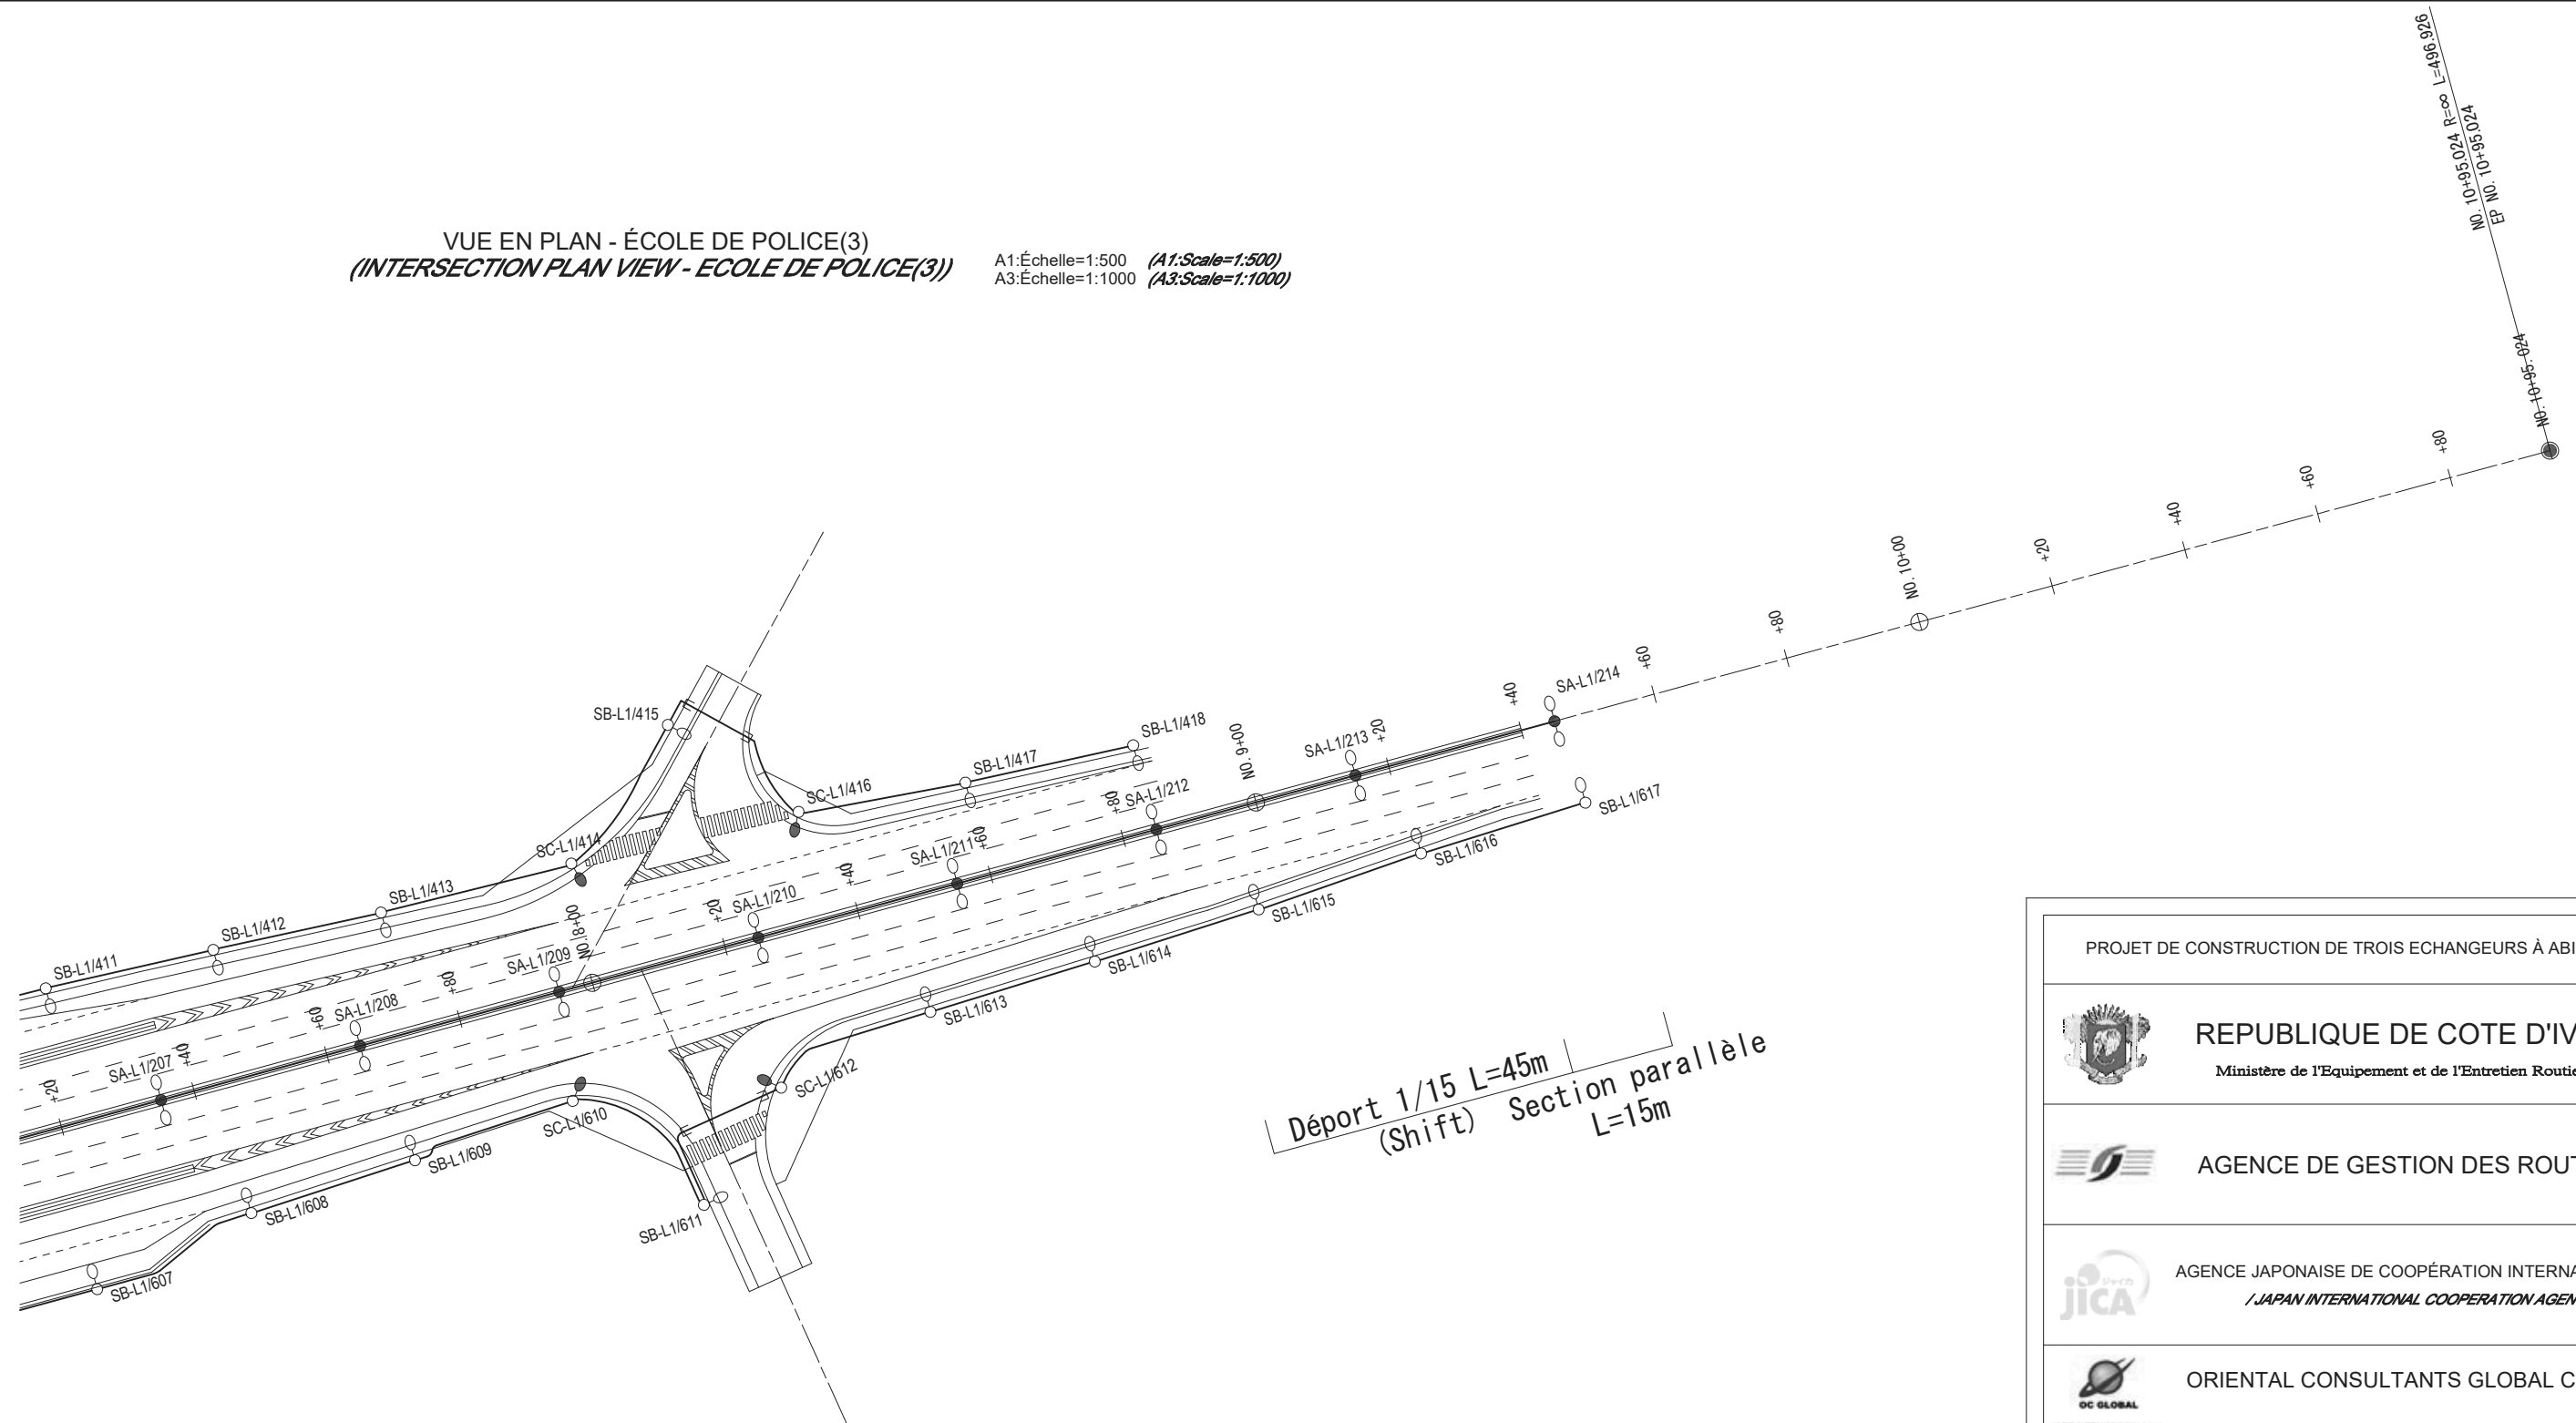 NO. 10+95.024 R=∞ L=496.926
EP NO. 10+95.024
NO. 10+95.024
VUE EN PLAN - ÉCOLE DE POLICE(3)
(INTERSECTION PLAN VIEW - ECOLE DE POLICE(3))
A1:Échelle=1:500 (A1:Scale=1:500)
A3:Échelle=1:1000 (A3:Scale=1:1000)
+80
+60
+40
+20
NO. 10+00
+80
+60
+40
SA-L1/214
SB-L1/415
SB-L1/418
NO. 9+00
SA-L1/213
+20
SB-L1/417
SC-L1/416
+80
SA-L1/212
SB-L1/617
SC-L1/414
SA-L1/211
+60
SB-L1/616
SB-L1/413
+40
SA-L1/210
+20
SB-L1/615
SB-L1/412
NO.8+00
SA-L1/209
SB-L1/614
SB-L1/411
+80
SA-L1/208
+60
SB-L1/613
SA-L1/207
+40
+20
SC-L1/612
SC-L1/610
SB-L1/609
SB-L1/608
SB-L1/611
SB-L1/607
Déport 1/15 L=45m
(Shift)
Section parallèle
L=15m
PROJET DE CONSTRUCTION DE TROIS ECHANGEURS À ABI
REPUBLIQUE DE COTE D'IV
Ministère de l'Equipement et de l'Entretien Routie
AGENCE DE GESTION DES ROUT
ジャイカ
jICA
AGENCE JAPONAISE DE COOPÉRATION INTERNA
/ JAPAN INTERNATIONAL COOPERATION AGEN
OC GLOBAL
ORIENTAL CONSULTANTS GLOBAL C